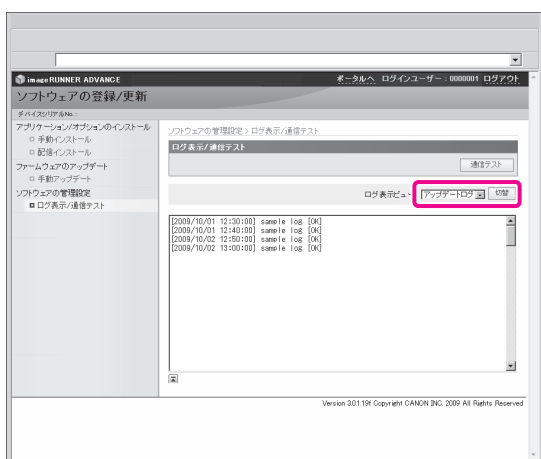 imageRUNNER ADVANCE
ポータルへ ログインユーザー : 0000001 ログアウト
ソフトウェアの登録/更新
デバイスシリアルNo. :
アプリケーション/オプションのインストール
手動インストール
配信インストール
ファームウェアのアップデート
手動アップデート
ソフトウェアの管理設定
ログ表示/通信テスト
ソフトウェアの管理設定 > ログ表示/通信テスト
ログ表示/通信テスト
通信テスト
ログ表示ビュー アップデートログ 切替
[2009/10/01 12:30:00] sample log [OK]
[2009/10/01 12:40:00] sample log [OK]
[2009/10/02 12:50:00] sample log [OK]
[2009/10/02 13:00:00] sample log [OK]
Version 3.0.1.19f Copyright CANON INC. 2009 All Rights Reserved